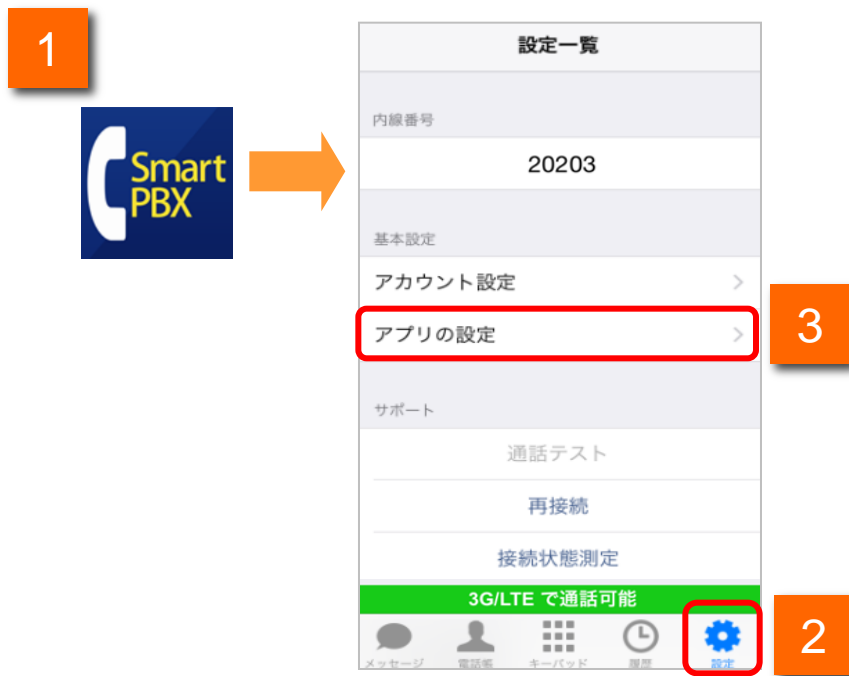 1
Smart
PBX
設定一覧
内線番号
20203
基本設定
アカウント設定
アプリの設定
3
サポート
通話テスト
再接続
接続状態測定
3G/LTE で通話可能
メッセージ 電話帳 キーパッド 履歴 設定
2